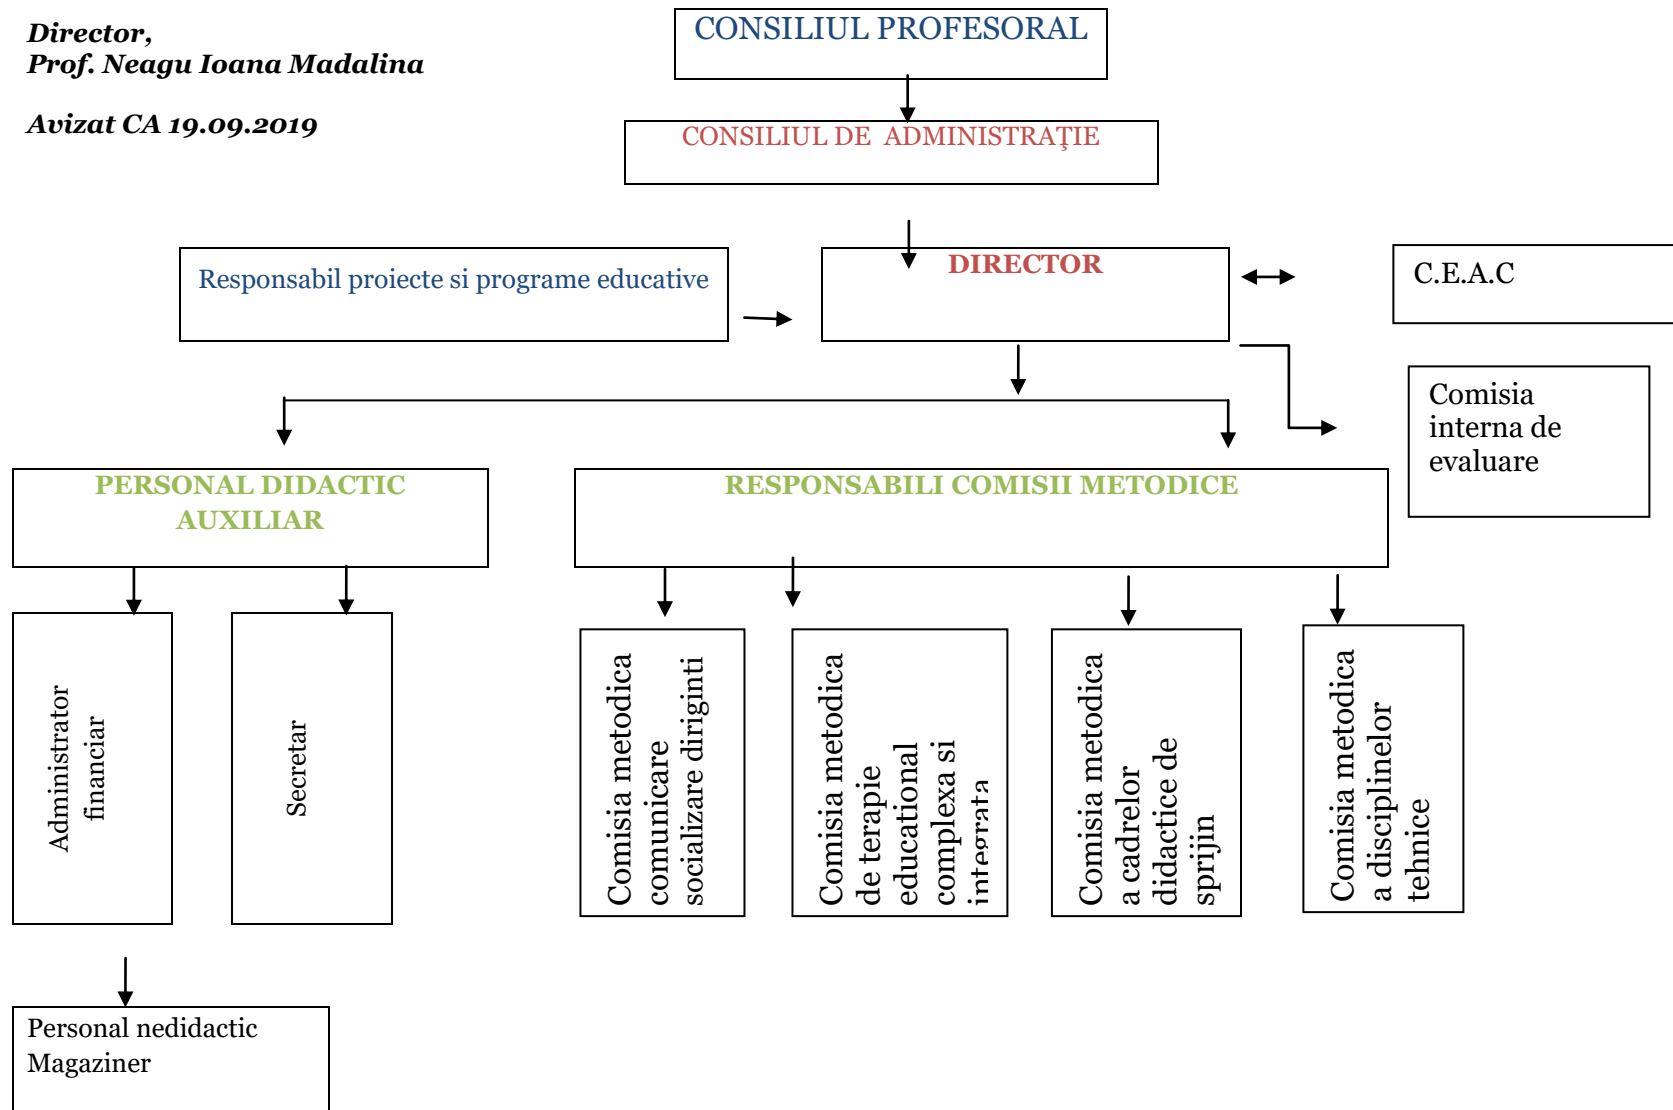 Director,
Prof. Neagu Ioana Madalina
Avizat CA 19.09.2019
CONSILIUL PROFESORAL
CONSILIUL DE ADMINISTRAŢIE
Responsabil proiecte si programe educative
DIRECTOR
C.E.A.C
Comisia
interna de
evaluare
PERSONAL DIDACTIC
AUXILIAR
RESPONSABILI COMISII METODICE
Administrator
financiar
Secretar
Comisia metodica
comunicare
socializare diriginti
Comisia metodica
de terapie
educational
complexa si
integrata
Comisia metodica
a cadrelor
didactice de
sprijin
Comisia metodica
a disciplinelor
tehnice
Personal nedidactic
Magaziner